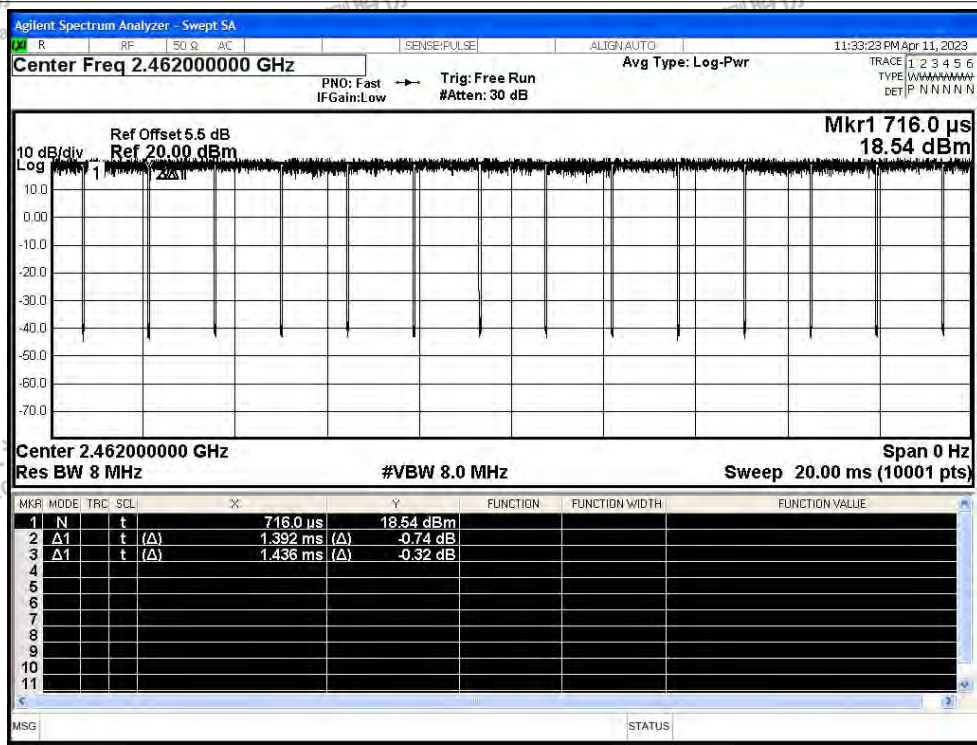 Agilent Spectrum Analyzer - Swept SA
R RF 50 Ω AC SENSE:PULSE ALIGN AUTO 11:33:23 PM Apr 11, 2023
Center Freq 2.462000000 GHz Avg Type: Log-Pwr TRACE 1 2 3 4 5 6
PNO: Fast Trig: Free Run TYPE
IFGain:Low #Atten: 30 dB DET P N N N N N
Mkr1 716.0 µs
Ref Offset 5.5 dB
10 dB/div Ref 20.00 dBm 18.54 dBm
Log
1 2Δ1
10.0
0.00
-10.0
-20.0
-30.0
-40.0
-50.0
-60.0
-70.0
Center 2.462000000 GHz Span 0 Hz
Res BW 8 MHz #VBW 8.0 MHz Sweep 20.00 ms (10001 pts)
MKR MODE TRC SCL X Y FUNCTION FUNCTION WIDTH FUNCTION VALUE
1 N t 716.0 µs 18.54 dBm
2 Δ1 t (Δ) 1.392 ms (Δ) -0.74 dB
3 Δ1 t (Δ) 1.436 ms (Δ) -0.32 dB
4
5
6
7
8
9
10
11
MSG STATUS